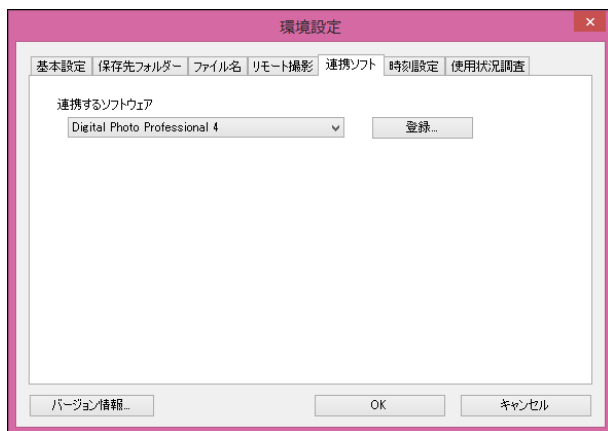 環境設定
基本設定 保存先フォルダー ファイル名 リモート撮影 連携ソフト 時刻設定 使用状況調査
連携するソフトウェア
Digital Photo Professional 4 登録...
バージョン情報... OK キャンセル